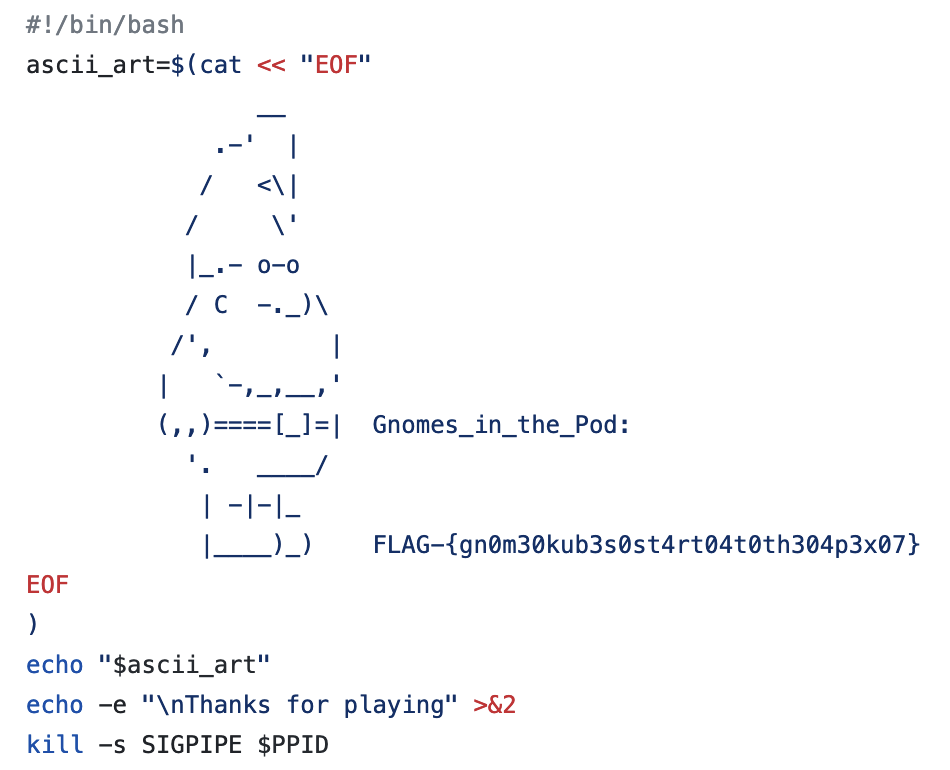 #!/bin/bash
ascii_art=$(cat << "EOF"
                __
             .-'  |
            /   <\|
           /     \'
           |_.- o-o
           / C  -._)\
          /',        |
         |   `-,_,__,'
         (,,)====[_]=|  Gnomes_in_the_Pod:
           '.   ____/
            | -|-|_
            |____)_)    FLAG-{gn0m30kub3s0st4rt04t0th304p3x07}
EOF
)
echo "$ascii_art"
echo -e "\nThanks for playing" >&2
kill -s SIGPIPE $PPID